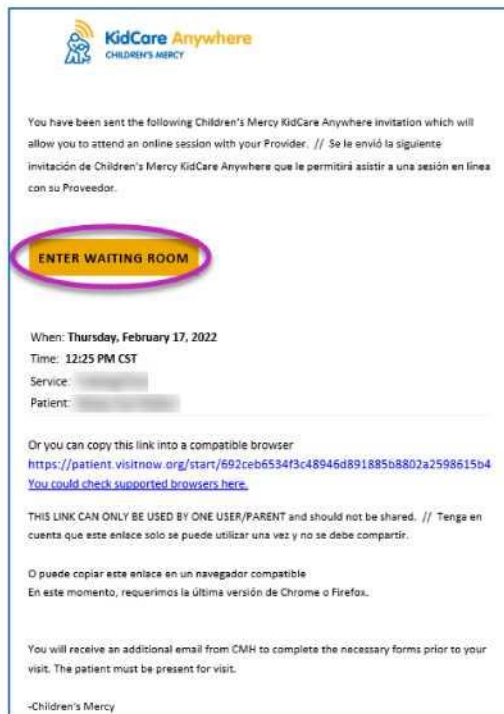 KidCare Anywhere
CHILDREN'S MERCY
You have been sent the following Children's Mercy KidCare Anywhere invitation which will
allow you to attend an online session with your Provider. // Se le envió la siguiente
invitación de Children's Mercy KidCare Anywhere que le permitirá asistir a una sesión en línea
con su Proveedor.
ENTER WAITING ROOM
When: Thursday, February 17, 2022
Time: 12:25 PM CST
Service:
Patient:
Or you can copy this link into a compatible browser
https://patient.visitnow.org/start/692ceb6534f3c48946d891885b8802a2598615b4
You could check supported browsers here.
THIS LINK CAN ONLY BE USED BY ONE USER/PARENT and should not be shared. // Tenga en
cuenta que este enlace solo se puede utilizar una vez y no se debe compartir.
O puede copiar este enlace en un navegador compatible
En este momento, requerimos la última versión de Chrome o Firefox.
You will receive an additional email from CMH to complete the necessary forms prior to your
visit. The patient must be present for visit.
-Children's Mercy